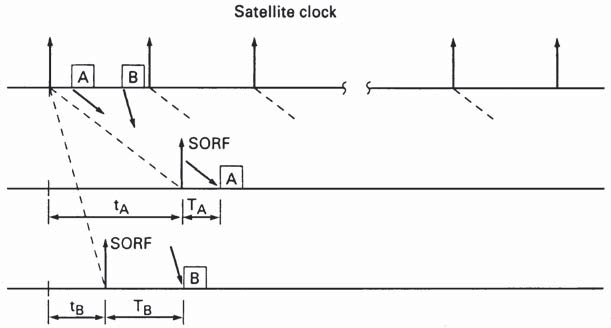 Satellite clock
A B
SORF
A
tA TA
SORF
B
tB TB